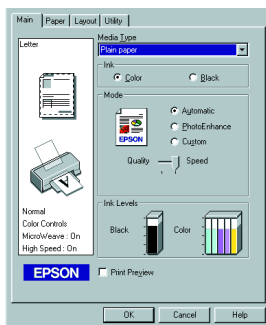 Main Paper Layout Utility
Letter
Media Type
Plain paper
Ink
Color Black
Mode
EPSON
Automatic
PhotoEnhance
Custom
Quality Speed
Normal
Color Controls
MicroWeave : On
High Speed : On
Ink Levels
Black Color
EPSON
Print Preview
OK Cancel Help